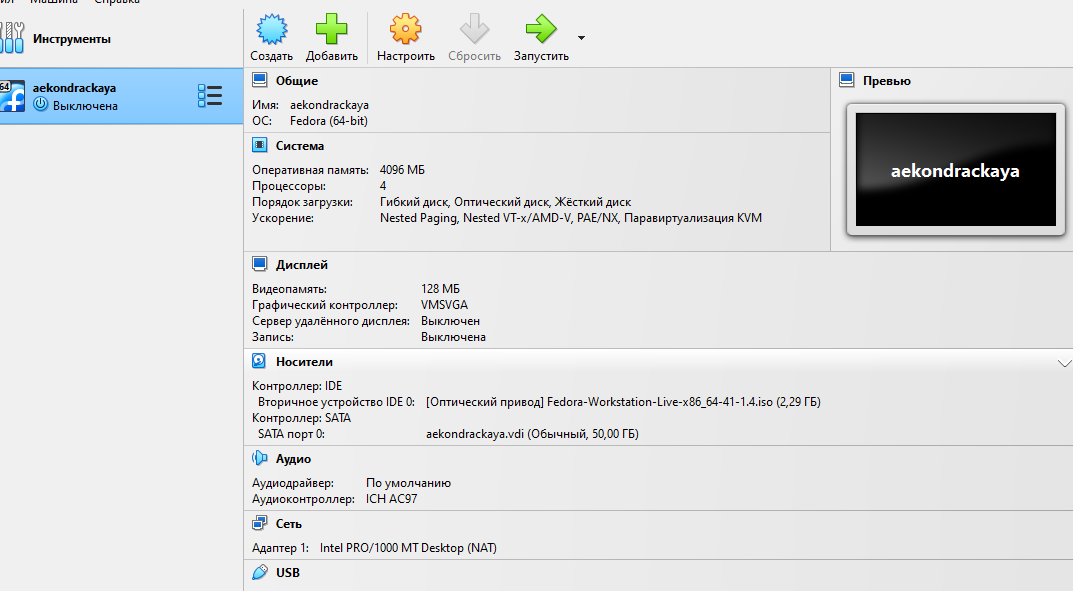 Машина Справка
Инструменты
Создать Добавить Настроить Сбросить Запустить
64 aekondrackaya
Выключена
Общие
Имя: aekondrackaya
ОС: Fedora (64-bit)
Система
Оперативная память: 4096 МБ
Процессоры: 4
Порядок загрузки: Гибкий диск, Оптический диск, Жёсткий диск
Ускорение: Nested Paging, Nested VT-x/AMD-V, PAE/NX, Паравиртуализация KVM
Превью
aekondrackaya
Дисплей
Видеопамять: 128 МБ
Графический контроллер: VMSVGA
Сервер удалённого дисплея: Выключен
Запись: Выключена
Носители
Контроллер: IDE
Вторичное устройство IDE 0: [Оптический привод] Fedora-Workstation-Live-x86_64-41-1.4.iso (2,29 ГБ)
Контроллер: SATA
SATA порт 0: aekondrackaya.vdi (Обычный, 50,00 ГБ)
Аудио
Аудиодрайвер: По умолчанию
Аудиоконтроллер: ICH AC97
Сеть
Адаптер 1: Intel PRO/1000 MT Desktop (NAT)
USB